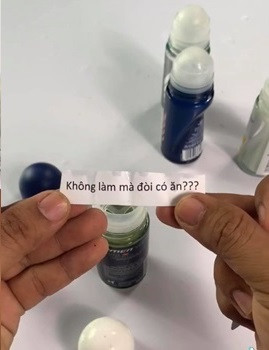 Không làm mà đòi có ăn???